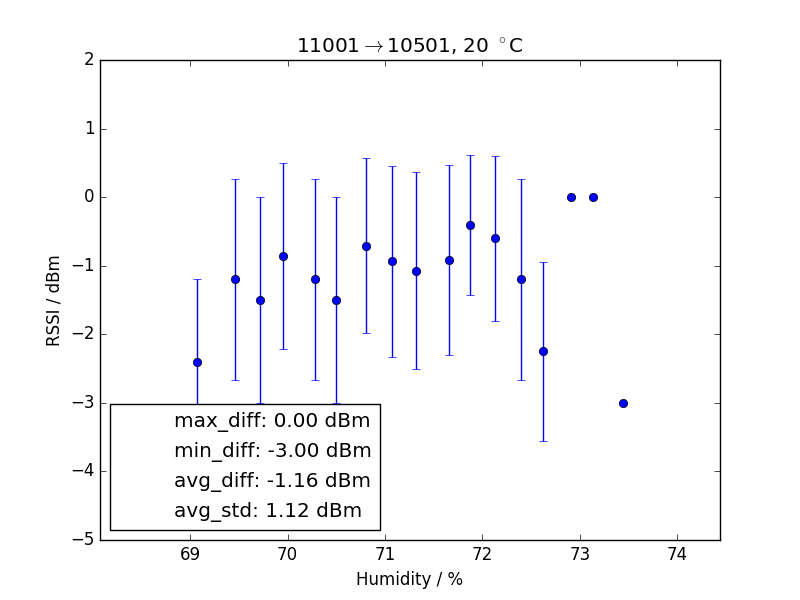 11001→10501, 20 °C
2
1
0
−1
−2
−3
−4
−5
RSSI / dBm
max_diff: 0.00 dBm
min_diff: -3.00 dBm
avg_diff: -1.16 dBm
avg_std: 1.12 dBm
69 70 71 72 73 74
Humidity / %